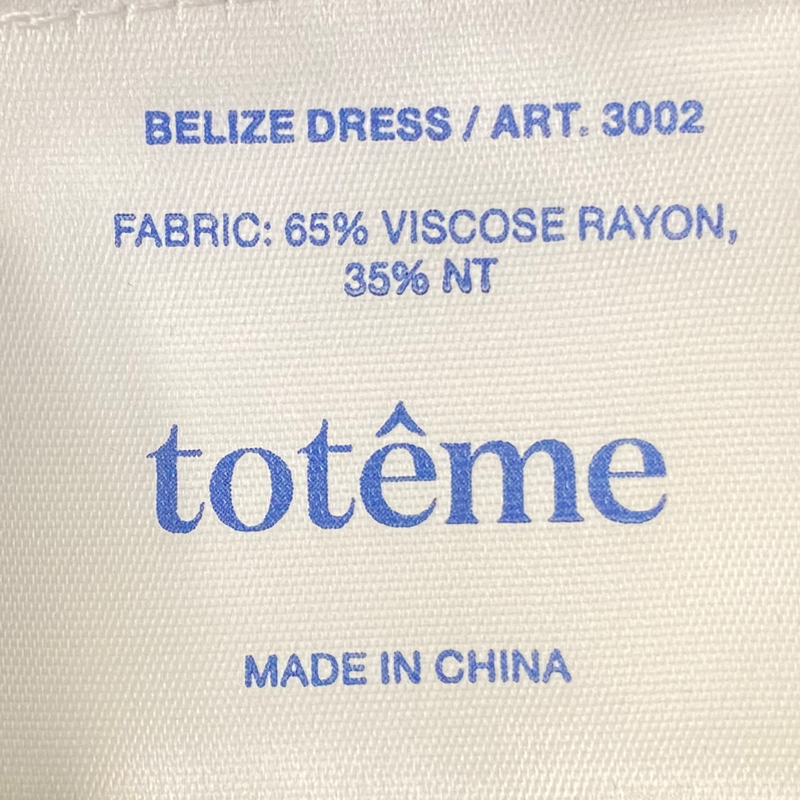 BELIZE DRESS / ART. 3002
FABRIC: 65% VISCOSE RAYON,
35% NT
totême
MADE IN CHINA